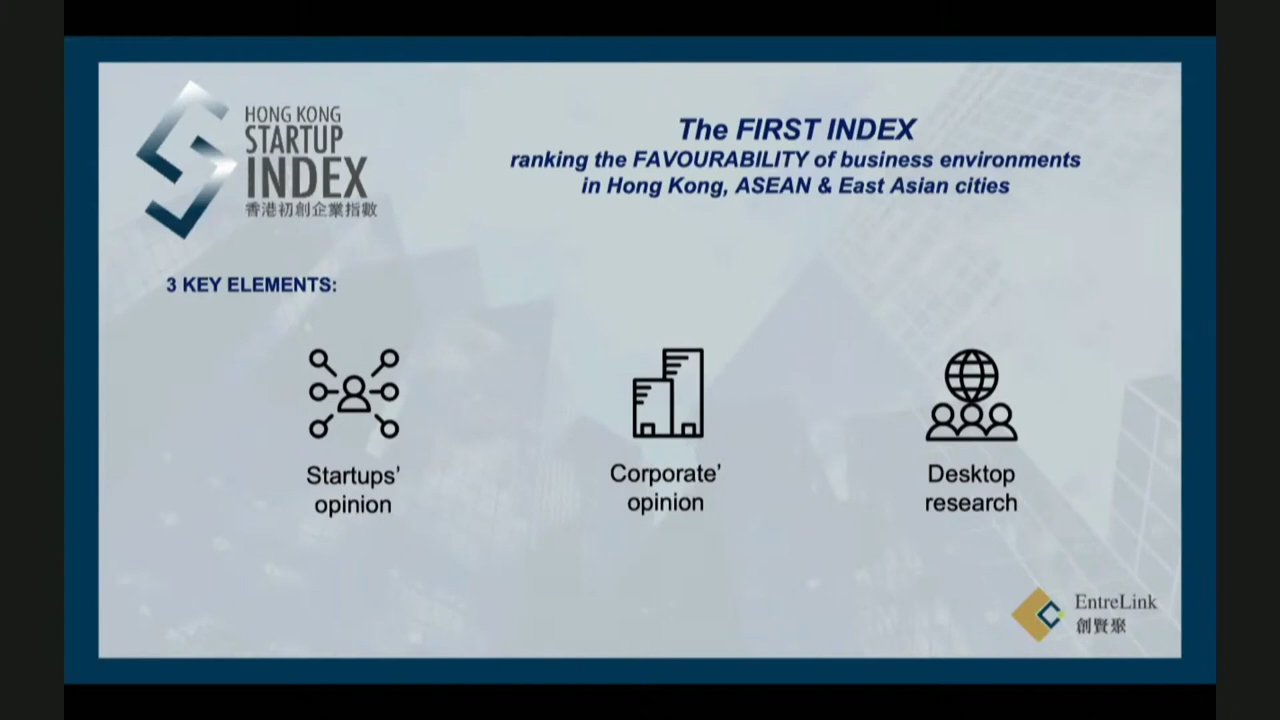 HONG KONG
STARTUP
INDEX
香港初創企業指數
The FIRST INDEX
ranking the FAVOURABILITY of business environments
in Hong Kong, ASEAN & East Asian cities
3 KEY ELEMENTS:
Startups’
opinion
Corporate’
opinion
Desktop
research
EntreLink
創賢聚